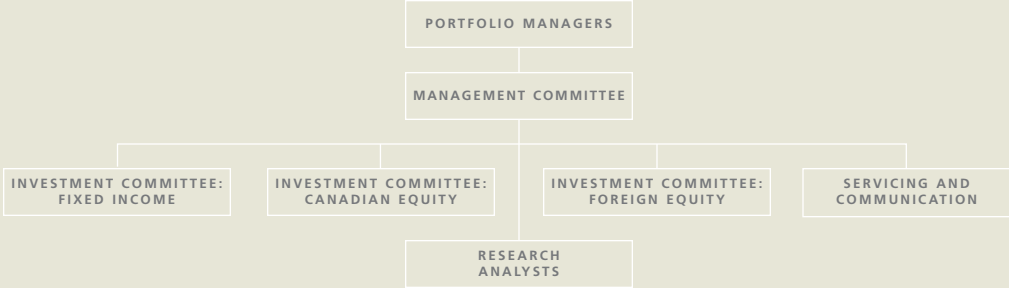 PORTFOLIO MANAGERS
MANAGEMENT COMMITTEE
INVESTMENT COMMITTEE:
FIXED INCOME
INVESTMENT COMMITTEE:
CANADIAN EQUITY
INVESTMENT COMMITTEE:
FOREIGN EQUITY
SERVICING AND
COMMUNICATION
RESEARCH
ANALYSTS